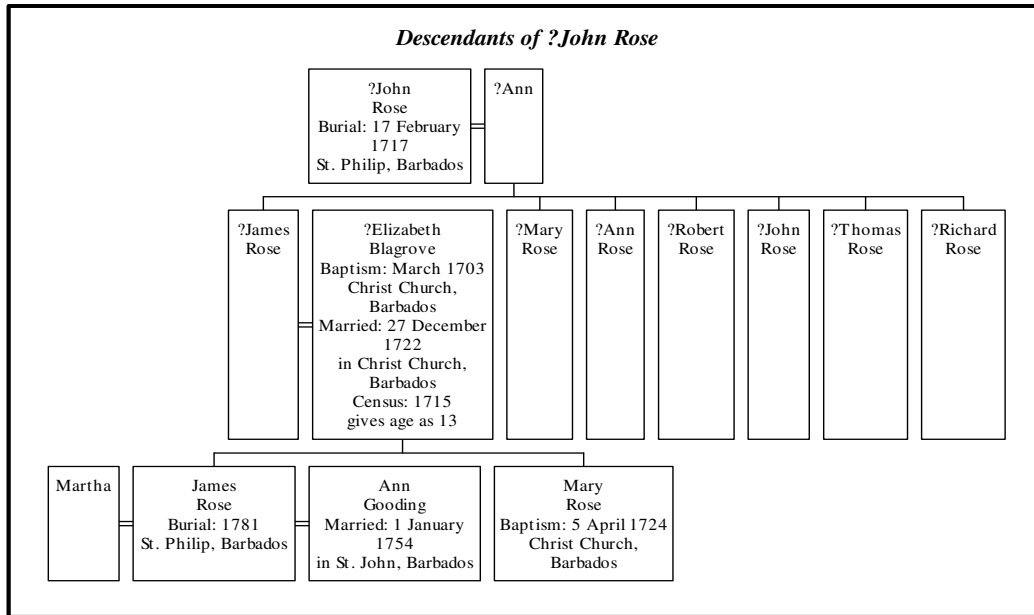 Descendants of ?John Rose
?John
Rose
Burial: 17 February
1717
St. Philip, Barbados
?Ann
?James
Rose
?Elizabeth
Blagrove
Baptism: March 1703
Christ Church,
Barbados
Married: 27 December
1722
in Christ Church,
Barbados
Census: 1715
gives age as 13
?Mary
Rose
?Ann
Rose
?Robert
Rose
?John
Rose
?Thomas
Rose
?Richard
Rose
Martha
James
Rose
Burial: 1781
St. Philip, Barbados
Ann
Gooding
Married: 1 January
1754
in St. John, Barbados
Mary
Rose
Baptism: 5 April 1724
Christ Church,
Barbados